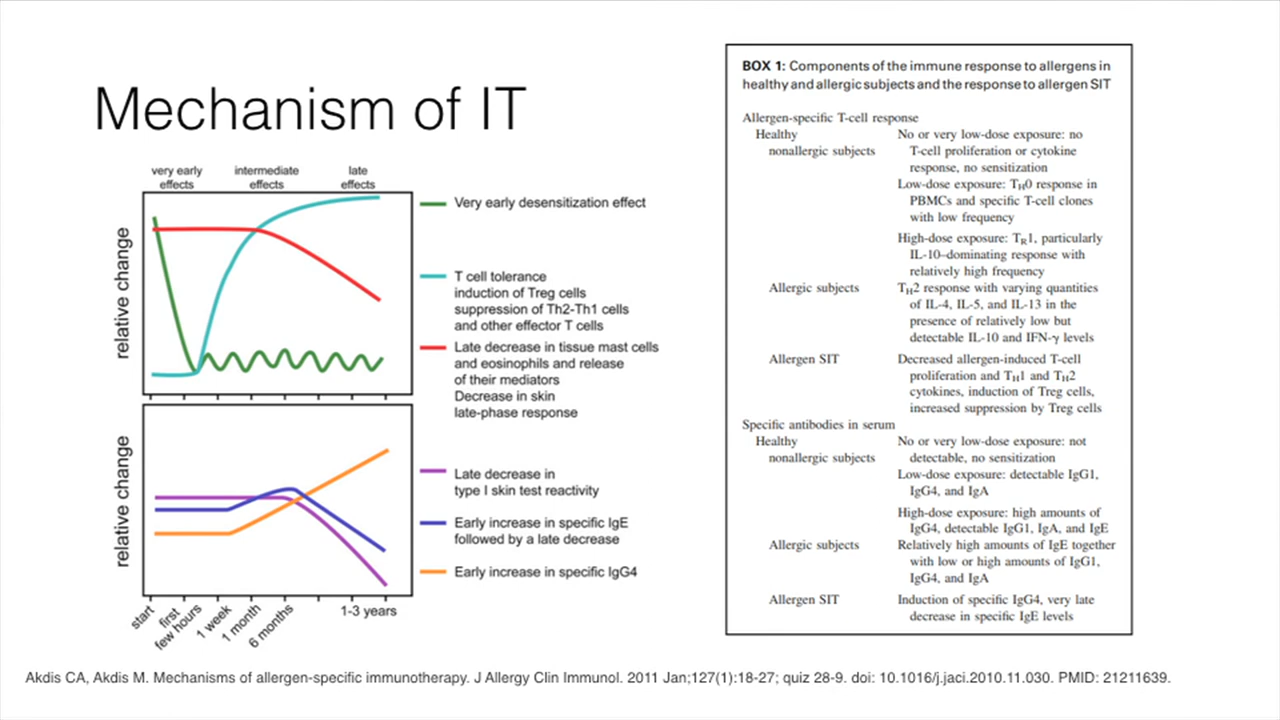 Mechanism of IT
very early
effects
intermediate
effects
late
effects
relative change
Very early desensitization effect
T cell tolerance
induction of Treg cells
suppression of Th2-Th1 cells
and other effector T cells
Late decrease in tissue mast cells
and eosinophils and release
of their mediators
Decrease in skin
late-phase response
relative change
Late decrease in
type I skin test reactivity
Early increase in specific IgE
followed by a late decrease
Early increase in specific IgG4
start
first
few hours
1 week
1 month
6 months
1-3 years
BOX 1: Components of the immune response to allergens in
healthy and allergic subjects and the response to allergen SIT
Allergen-specific T-cell response
Healthy
nonallergic subjects
No or very low-dose exposure: no
T-cell proliferation or cytokine
response, no sensitization
Low-dose exposure: TH0 response in
PBMCs and specific T-cell clones
with low frequency
High-dose exposure: TR1, particularly
IL-10–dominating response with
relatively high frequency
Allergic subjects
TH2 response with varying quantities
of IL-4, IL-5, and IL-13 in the
presence of relatively low but
detectable IL-10 and IFN-γ levels
Allergen SIT
Decreased allergen-induced T-cell
proliferation and TH1 and TH2
cytokines, induction of Treg cells,
increased suppression by Treg cells
Specific antibodies in serum
Healthy
nonallergic subjects
No or very low-dose exposure: not
detectable, no sensitization
Low-dose exposure: detectable IgG1,
IgG4, and IgA
High-dose exposure: high amounts of
IgG4, detectable IgG1, IgA, and IgE
Allergic subjects
Relatively high amounts of IgE together
with low or high amounts of IgG1,
IgG4, and IgA
Allergen SIT
Induction of specific IgG4, very late
decrease in specific IgE levels
Akdis CA, Akdis M. Mechanisms of allergen-specific immunotherapy. J Allergy Clin Immunol. 2011 Jan;127(1):18-27; quiz 28-9. doi: 10.1016/j.jaci.2010.11.030. PMID: 21211639.